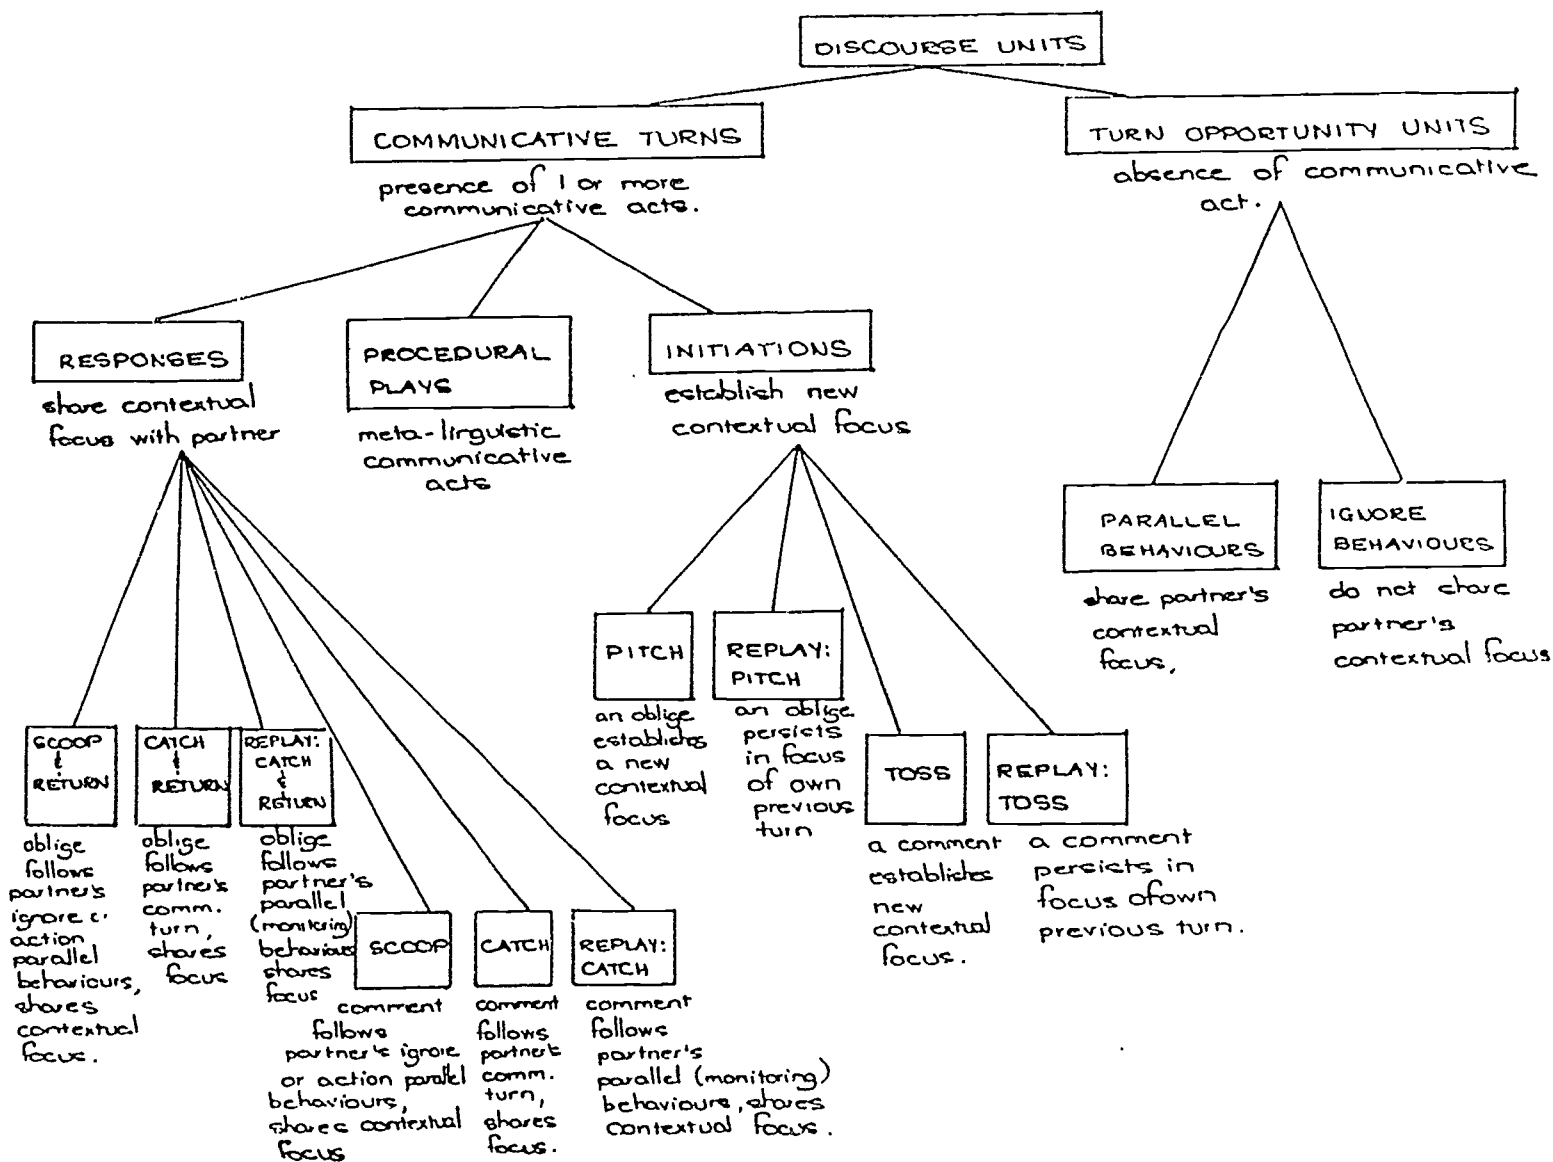 DISCOURSE UNITS
COMMUNICATIVE TURNS
presence of 1 or more
communicative acts.
TURN OPPORTUNITY UNITS
absence of communicative
act.
RESPONSES
share contextual
focus with partner
PROCEDURAL
PLAYS
meta-linguistic
communicative
acts
INITIATIONS
establish new
contextual focus
PARALLEL
BEHAVIOURS
share partner's
contextual
focus,
IGNORE
BEHAVIOURS
do not share
partner's
contextual focus
PITCH
an oblige
establishes
a new
contextual
focus
REPLAY:
PITCH
an oblige
persists
in focus
of own
previous
turn
TOSS
a comment
establishes
new
contextual
focus.
REPLAY:
TOSS
a comment
persists in
focus of own
previous turn.
SCOOP
&
RETURN
oblige
follows
partner's
ignore
action
parallel
behaviours,
shares
contextual
focus.
CATCH
&
RETURN
oblige
follows
partner's
comm.
turn,
shares
focus
REPLAY:
CATCH
&
RETURN
oblige
follows
partner's
parallel
(monitoring)
behaviours
shares
focus
SCOOP
comment
follows
partner's ignore
or action parallel
behaviours,
shares contextual
focus
CATCH
comment
follows
partner's
comm.
turn,
shares
focus.
REPLAY:
CATCH
comment
follows
partner's
parallel (monitoring)
behaviours, shares
contextual focus.